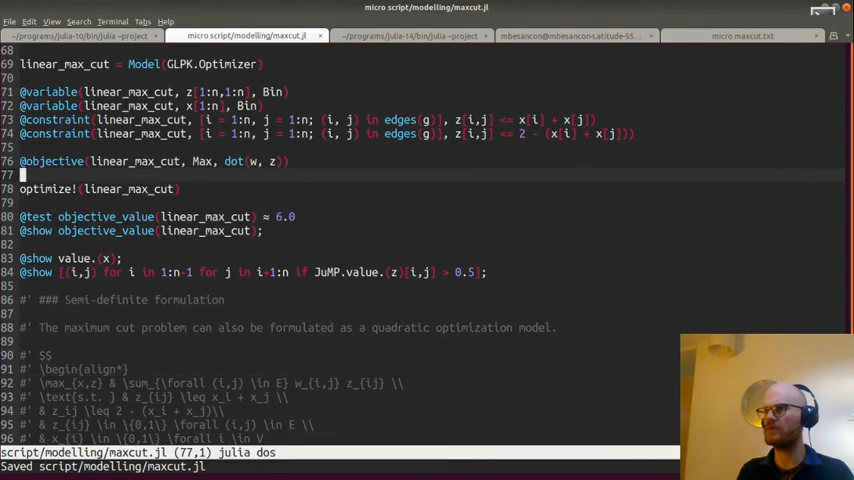 micro script/modelling/maxcut.jl
File Edit View Search Terminal Tabs Help
~/programs/julia-10/bin/julia --project × micro script/modelling/maxcut.jl × ~/programs/julia-14/bin/julia --project × mbesancon@mbesancon-Latitude-55... × micro maxcut.txt ×
68
69 linear_max_cut = Model(GLPK.Optimizer)
70
71 @variable(linear_max_cut, z[1:n,1:n], Bin)
72 @variable(linear_max_cut, x[1:n], Bin)
73 @constraint(linear_max_cut, [i = 1:n, j = 1:n; (i, j) in edges(g)], z[i,j] <= x[i] + x[j])
74 @constraint(linear_max_cut, [i = 1:n, j = 1:n; (i, j) in edges(g)], z[i,j] <= 2 - (x[i] + x[j]))
75
76 @objective(linear_max_cut, Max, dot(w, z))
77
78 optimize!(linear_max_cut)
79
80 @test objective_value(linear_max_cut) ≈ 6.0
81 @show objective_value(linear_max_cut);
82
83 @show value.(x);
84 @show [(i,j) for i in 1:n-1 for j in i+1:n if JuMP.value.(z)[i,j] > 0.5];
85
86 #' ### Semi-definite formulation
87
88 #' The maximum cut problem can also be formulated as a quadratic optimization model.
89
90 #' $$
91 #' \begin{align*}
92 #' \max_{x,z} & \sum_{\forall (i,j) \in E} w_{i,j} z_{ij} \\
93 #' \text{s.t. } & z_{ij} \leq x_i + x_j \\
94 #' & z_ij \leq 2 - (x_i + x_j)\\
95 #' & z_{ij} \in \{0,1\} \forall (i,j) \in E \\
96 #' & x_{i} \in \{0,1\} \forall i \in V
script/modelling/maxcut.jl (77,1) julia dos
Saved script/modelling/maxcut.jl